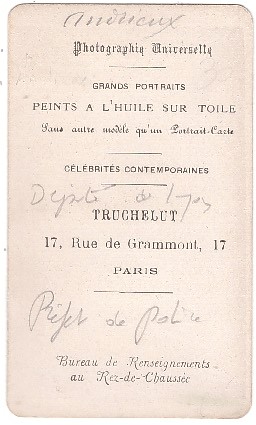 Andrieux
Photographie Universelle
GRANDS PORTRAITS
PEINTS A L'HUILE SUR TOILE
Sans autre modèle qu'un Portrait-Carte
CÉLÉBRITÉS CONTEMPORAINES
Député de Lyon
TRUCHELUT
17, Rue de Grammont, 17
PARIS
Préfet de police
Bureau de Renseignements
au Rez-de-Chaussée